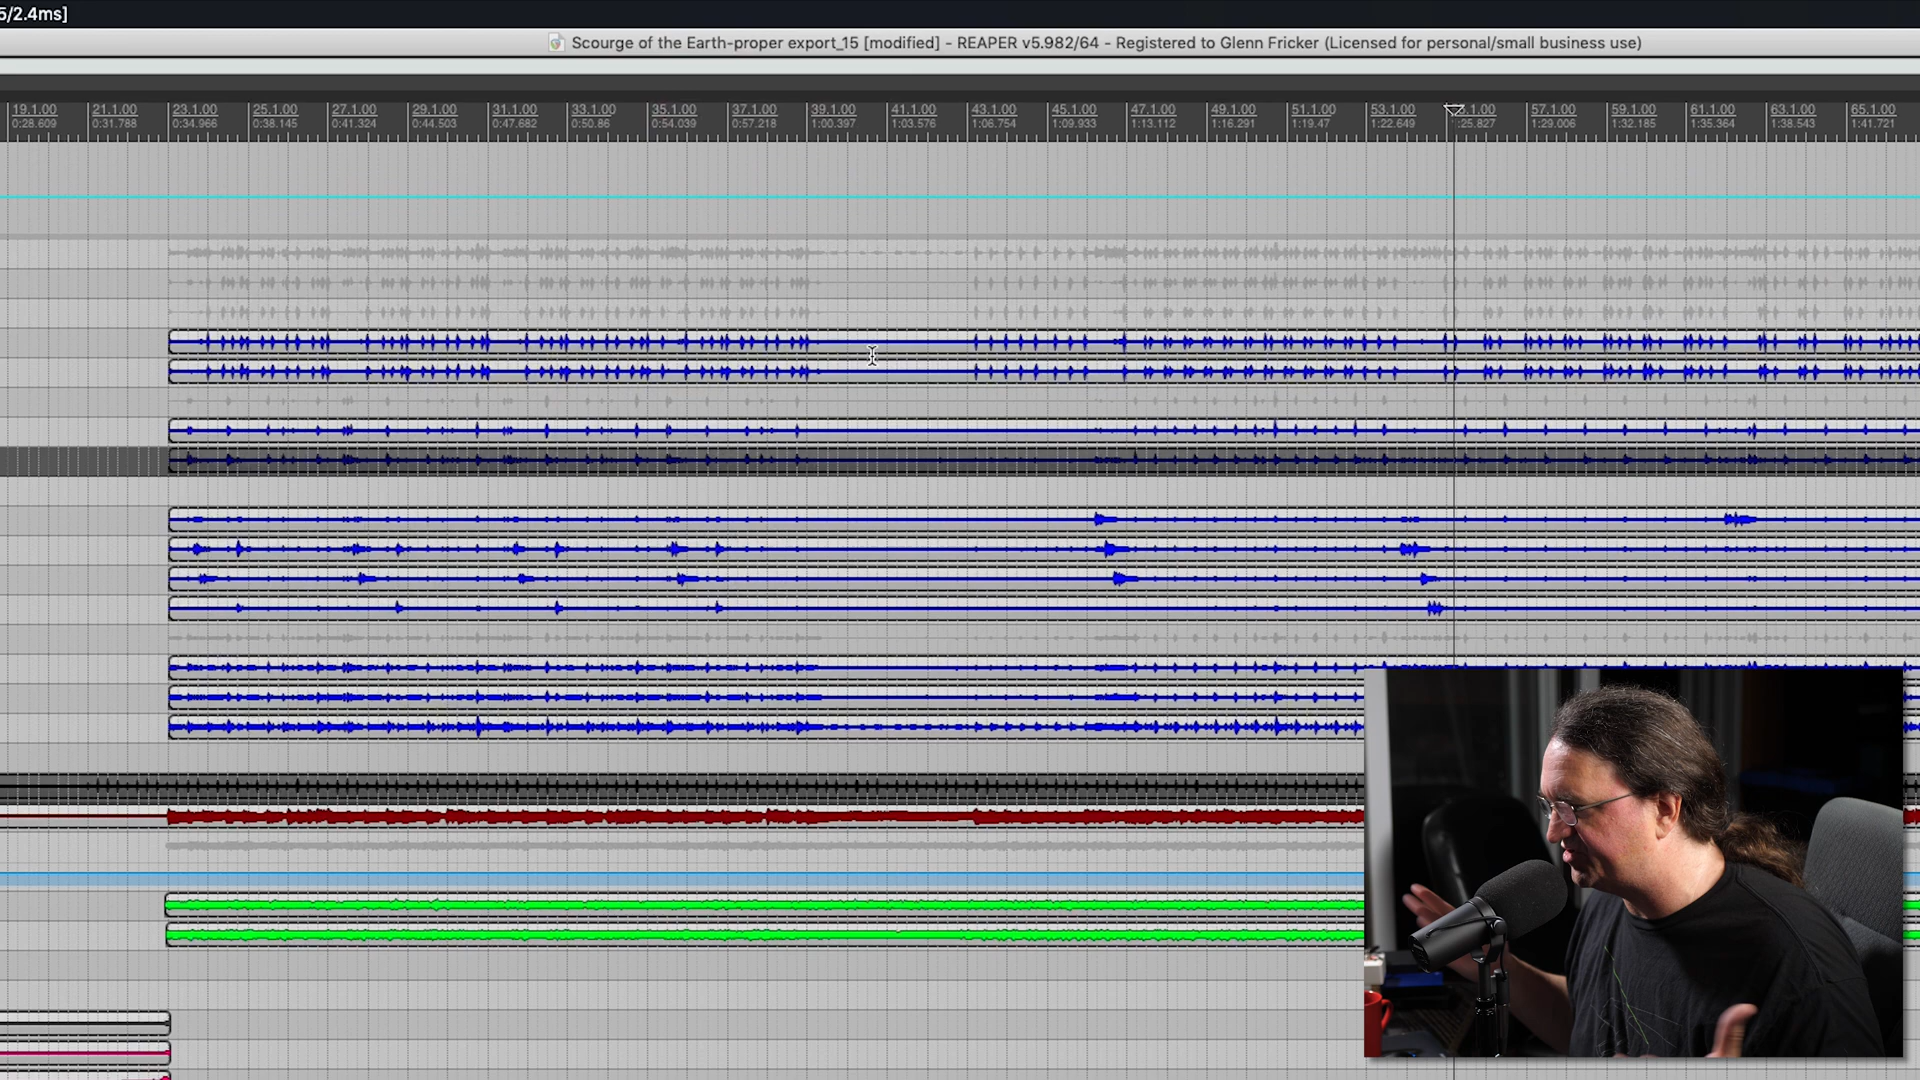 5/2.4ms]
Scourge of the Earth-proper export_15 [modified] - REAPER v5.982/64 - Registered to Glenn Fricker (Licensed for personal/small business use)
19.1.00 21.1.00 23.1.00 25.1.00 27.1.00 29.1.00 31.1.00 33.1.00 35.1.00 37.1.00 39.1.00 41.1.00 43.1.00 45.1.00 47.1.00 49.1.00 51.1.00 53.1.00 5.1.00 57.1.00 59.1.00 61.1.00 63.1.00 65.1.00
0:28.609 0:31.788 0:34.966 0:38.145 0:41.324 0:44.503 0:47.682 0:50.86 0:54.039 0:57.218 1:00.397 1:03.576 1:06.754 1:09.933 1:13.112 1:16.291 1:19.47 1:22.649 1:25.827 1:29.006 1:32.185 1:35.364 1:38.543 1:41.721